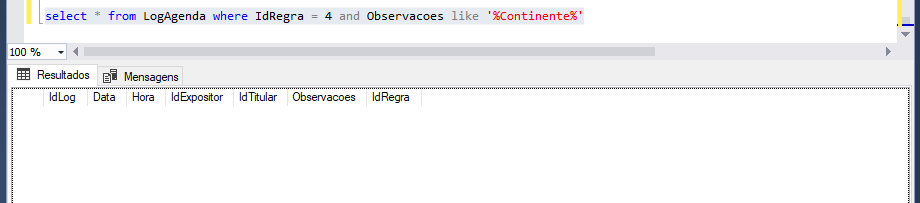 select * from LogAgenda where IdRegra = 4 and Observacoes like '%Continente%'
100 %
Resultados Mensagens
IdLog Data Hora IdExpositor IdTitular Observacoes IdRegra